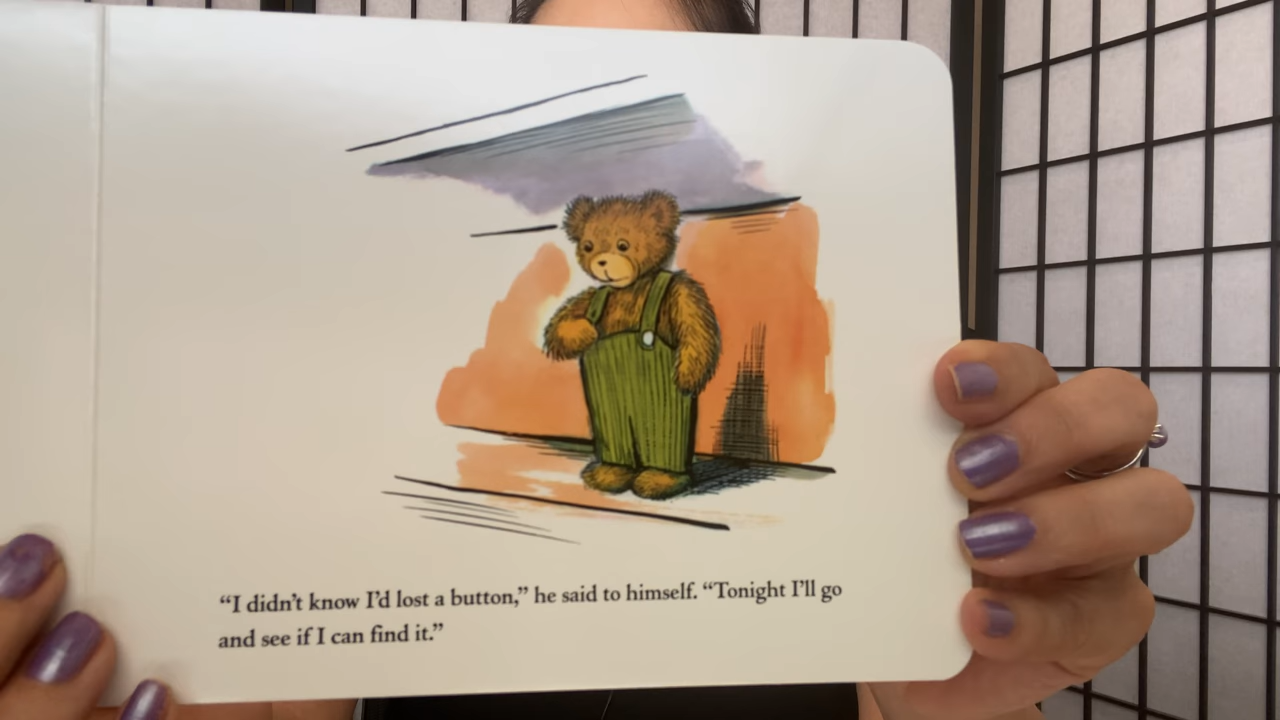 “I didn’t know I’d lost a button,” he said to himself. “Tonight I’ll go
and see if I can find it.”